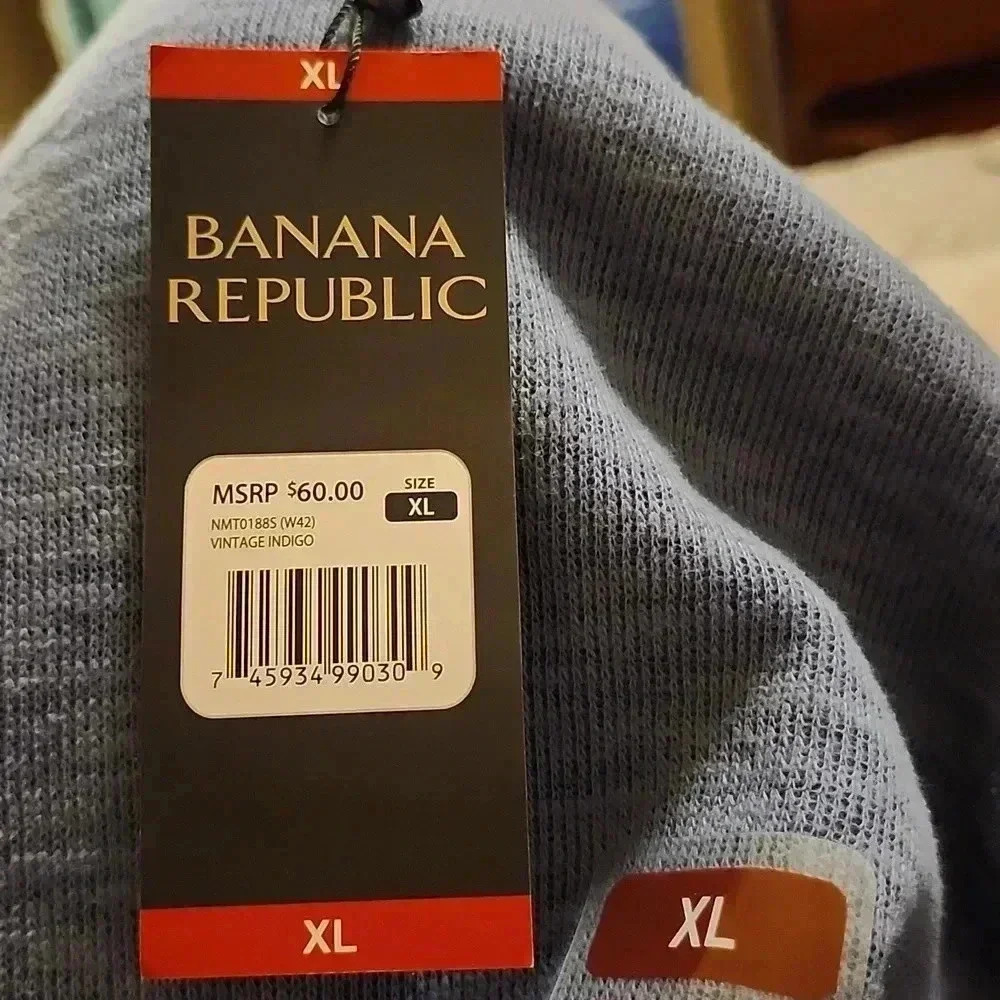 XL
BANANA
REPUBLIC
MSRP $60.00
SIZE
XL
NMT0188S (W42)
VINTAGE INDIGO
7 45934 99030 9
XL
XL